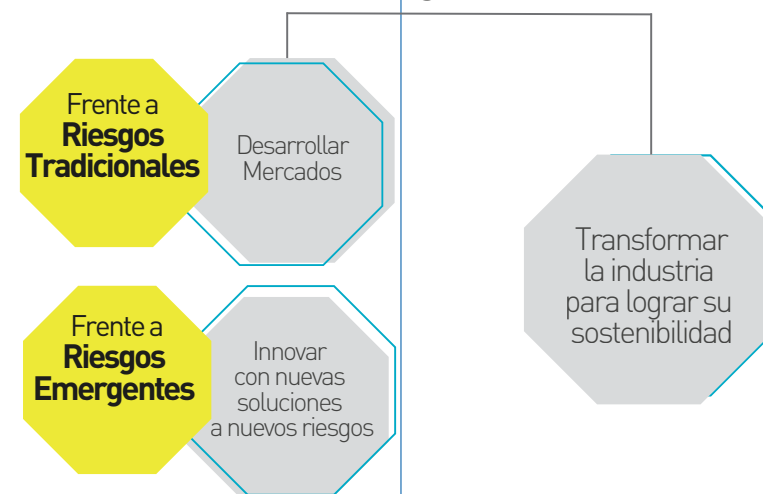 Frente a
Riesgos
Tradicionales
Desarrollar
Mercados
Frente a
Riesgos
Emergentes
Innovar
con nuevas
soluciones
a nuevos riesgos
Transformar
la industria
para lograr su
sostenibilidad